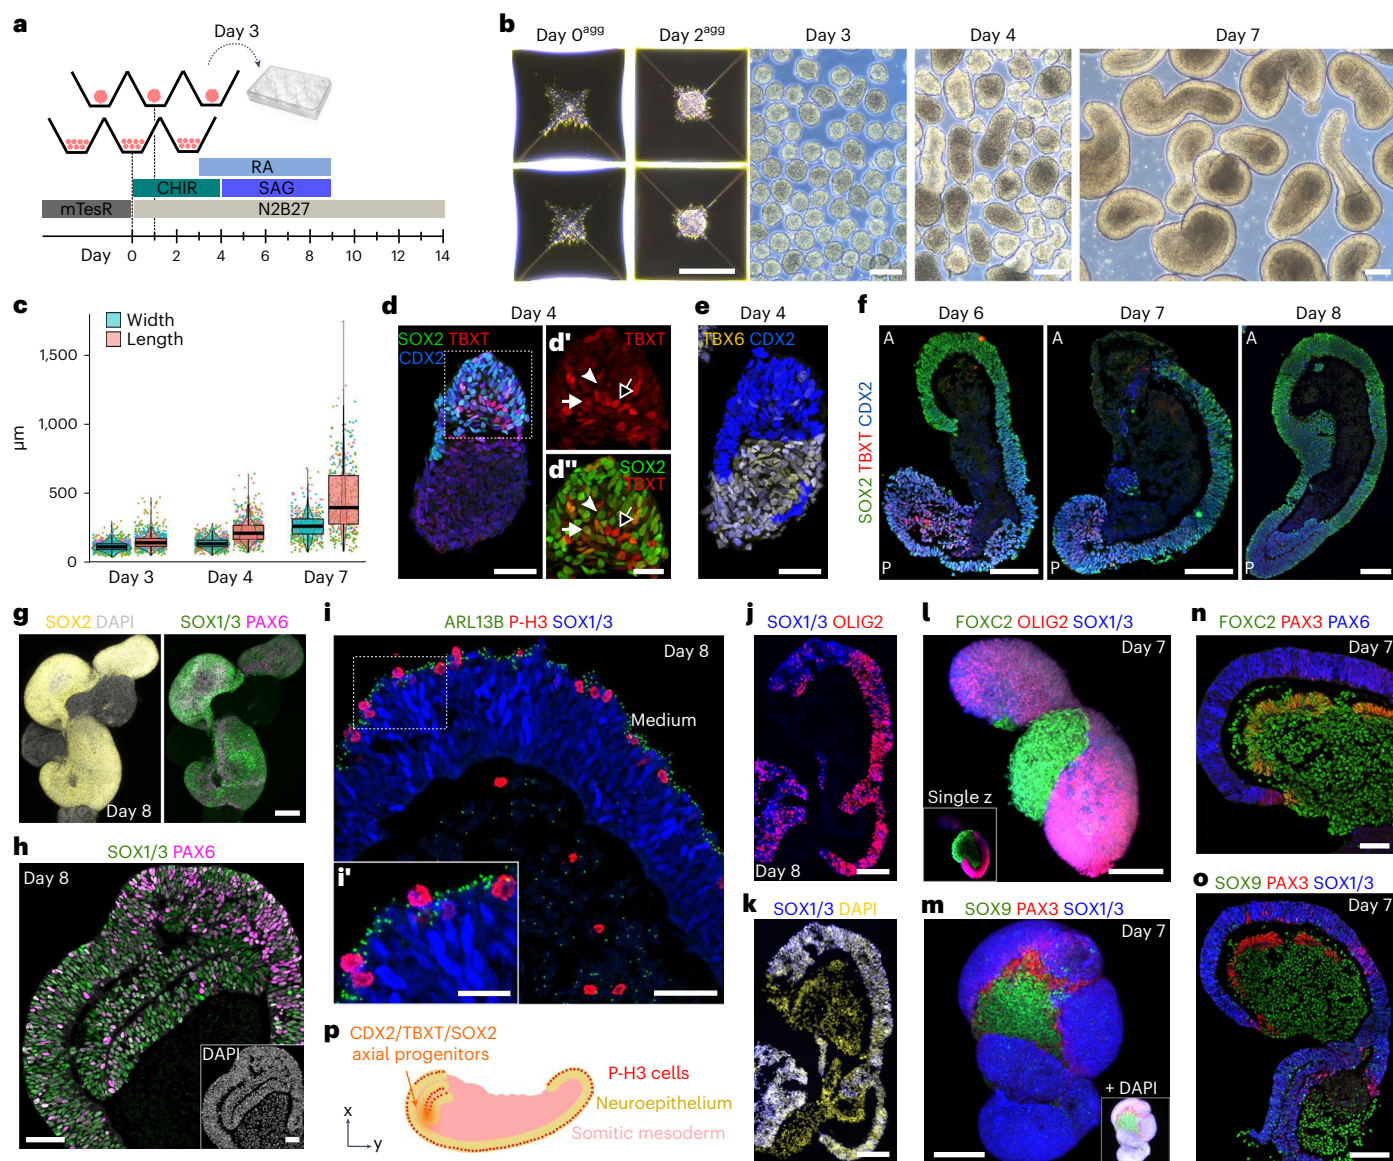 a
Day 3
RA
CHIR
SAG
mTesR
N2B27
Day 0 2 4 6 8 10 12 14
b
Day 0agg
Day 2agg
Day 3
Day 4
Day 7
c
Width
Length
1,500
1,000
500
0
µm
Day 3
Day 4
Day 7
d
Day 4
SOX2 TBXT
CDX2
d'
TBXT
d''
SOX2
TBXT
e
Day 4
TBX6 CDX2
f
Day 6
Day 7
Day 8
SOX2 TBXT CDX2
A
P
A
P
A
P
g
SOX2 DAPI
SOX1/3 PAX6
Day 8
h
SOX1/3 PAX6
Day 8
DAPI
i
ARL13B P-H3 SOX1/3
Day 8
Medium
i'
j
SOX1/3 OLIG2
Day 8
k
SOX1/3 DAPI
l
FOXC2 OLIG2 SOX1/3
Day 7
Single z
m
SOX9 PAX3 SOX1/3
Day 7
+ DAPI
n
FOXC2 PAX3 PAX6
Day 7
o
SOX9 PAX3 SOX1/3
Day 7
p
CDX2/TBXT/SOX2
axial progenitors
P-H3 cells
Neuroepithelium
Somitic mesoderm
x
y